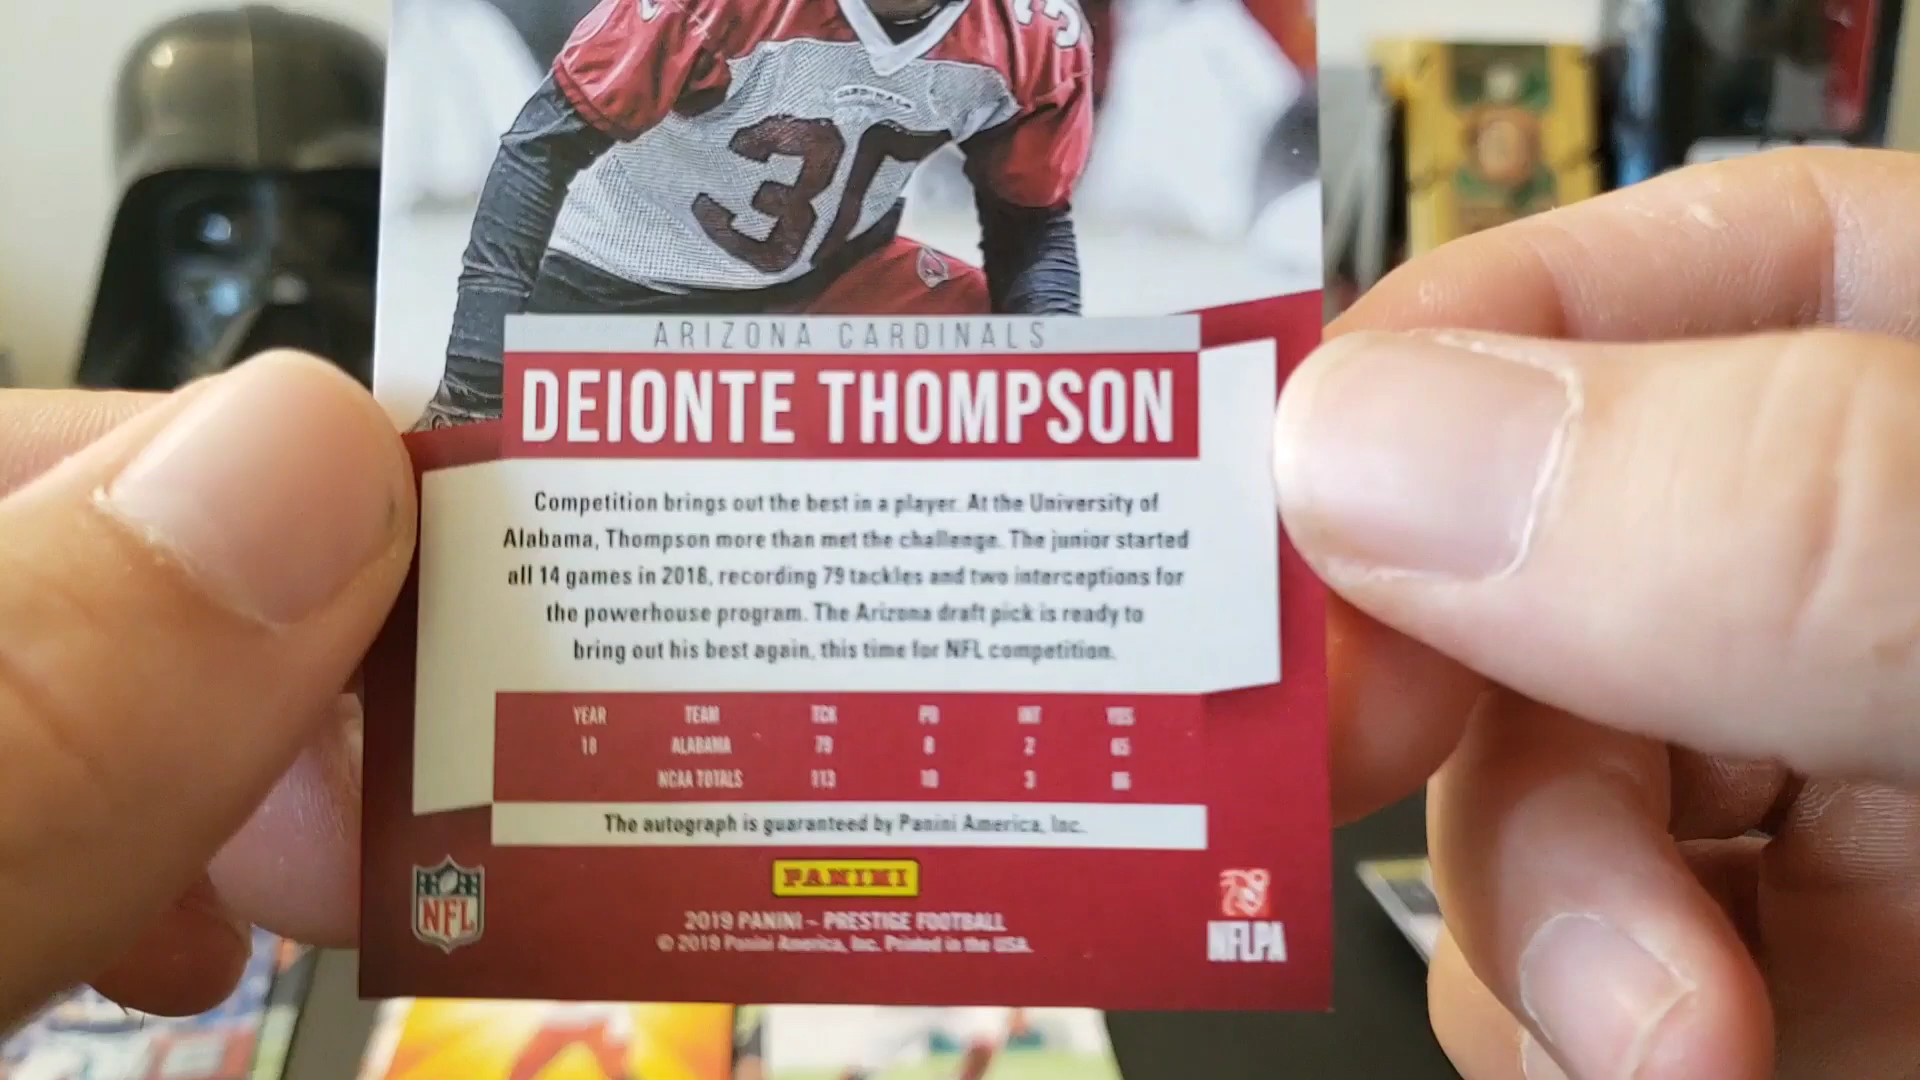 CARDINALS
30
ARIZONA CARDINALS
DEIONTE THOMPSON
Competition brings out the best in a player. At the University of
Alabama, Thompson more than met the challenge. The junior started
all 14 games in 2018, recording 79 tackles and two interceptions for
the powerhouse program. The Arizona draft pick is ready to
bring out his best again, this time for NFL competition.
YEAR TEAM TCK PD INT YDS
18 ALABAMA 79 8 2 65
NCAA TOTALS 113 10 3
The autograph is guaranteed by Panini America, Inc.
PANINI
NFL
2019 PANINI – PRESTIGE FOOTBALL
© 2019 Panini America, Inc. Printed in the USA.
NFLPA